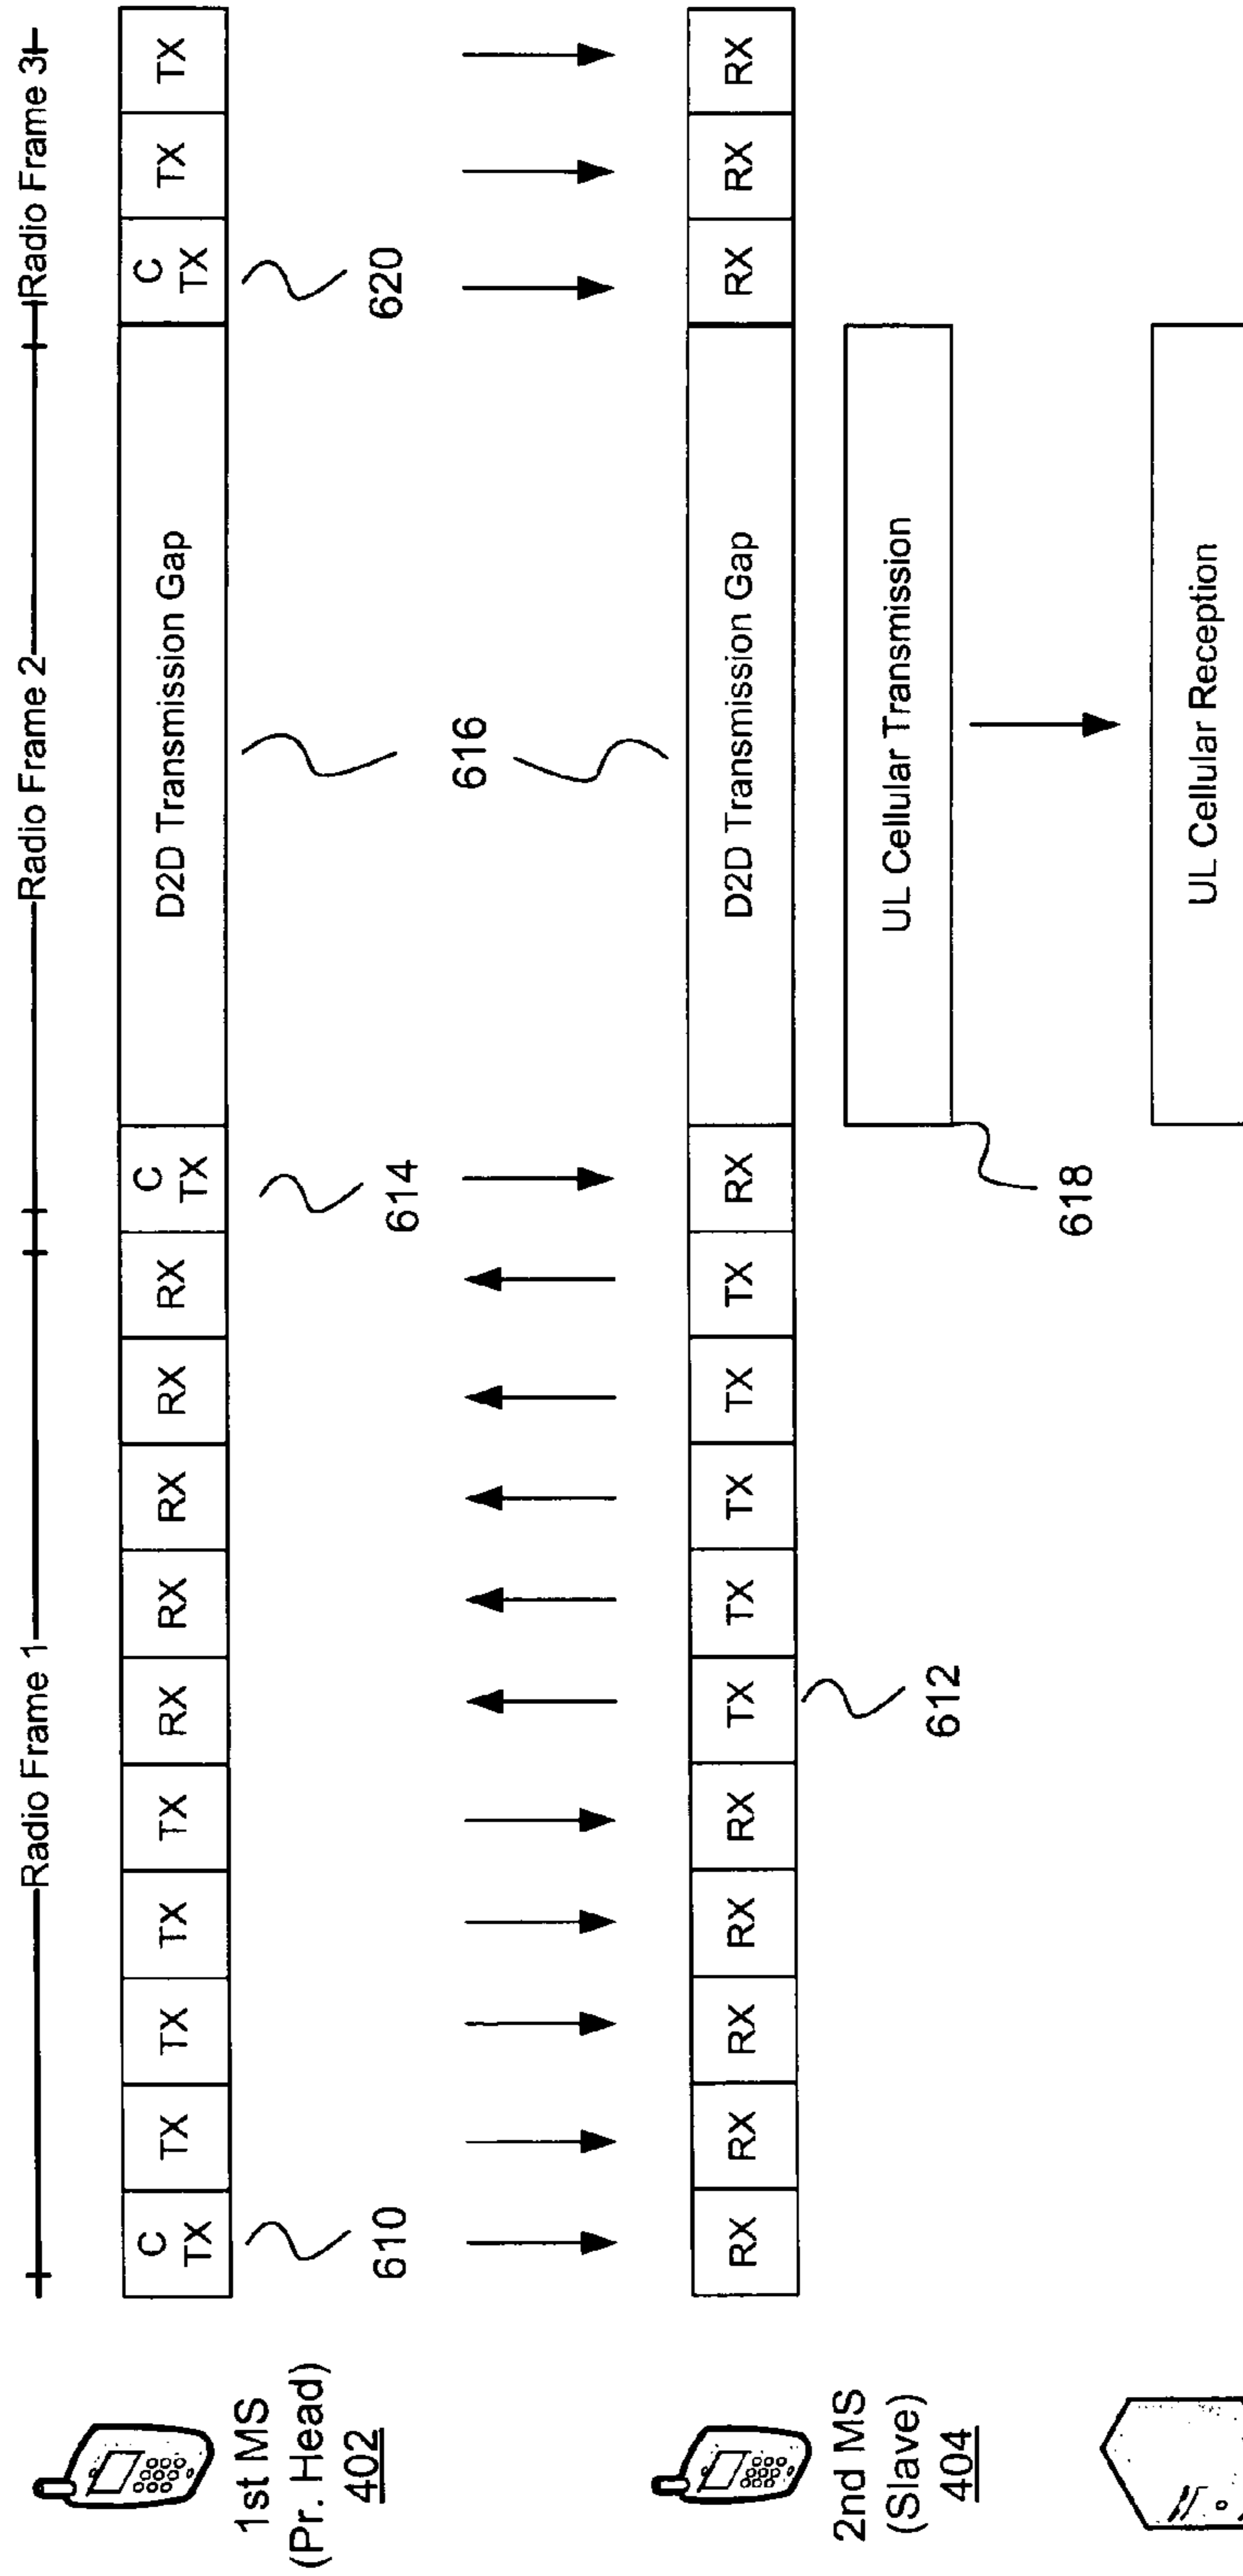 Radio Frame 1
Radio Frame 2
Radio Frame 3
1st MS
(Pr. Head)
402
C
TX
TX
TX
TX
TX
RX
RX
RX
RX
RX
C
TX
D2D Transmission Gap
C
TX
TX
TX
610
614
616
620
2nd MS
(Slave)
404
RX
RX
RX
RX
RX
TX
TX
TX
TX
TX
RX
D2D Transmission Gap
RX
RX
RX
612
618
UL Cellular Transmission
UL Cellular Reception